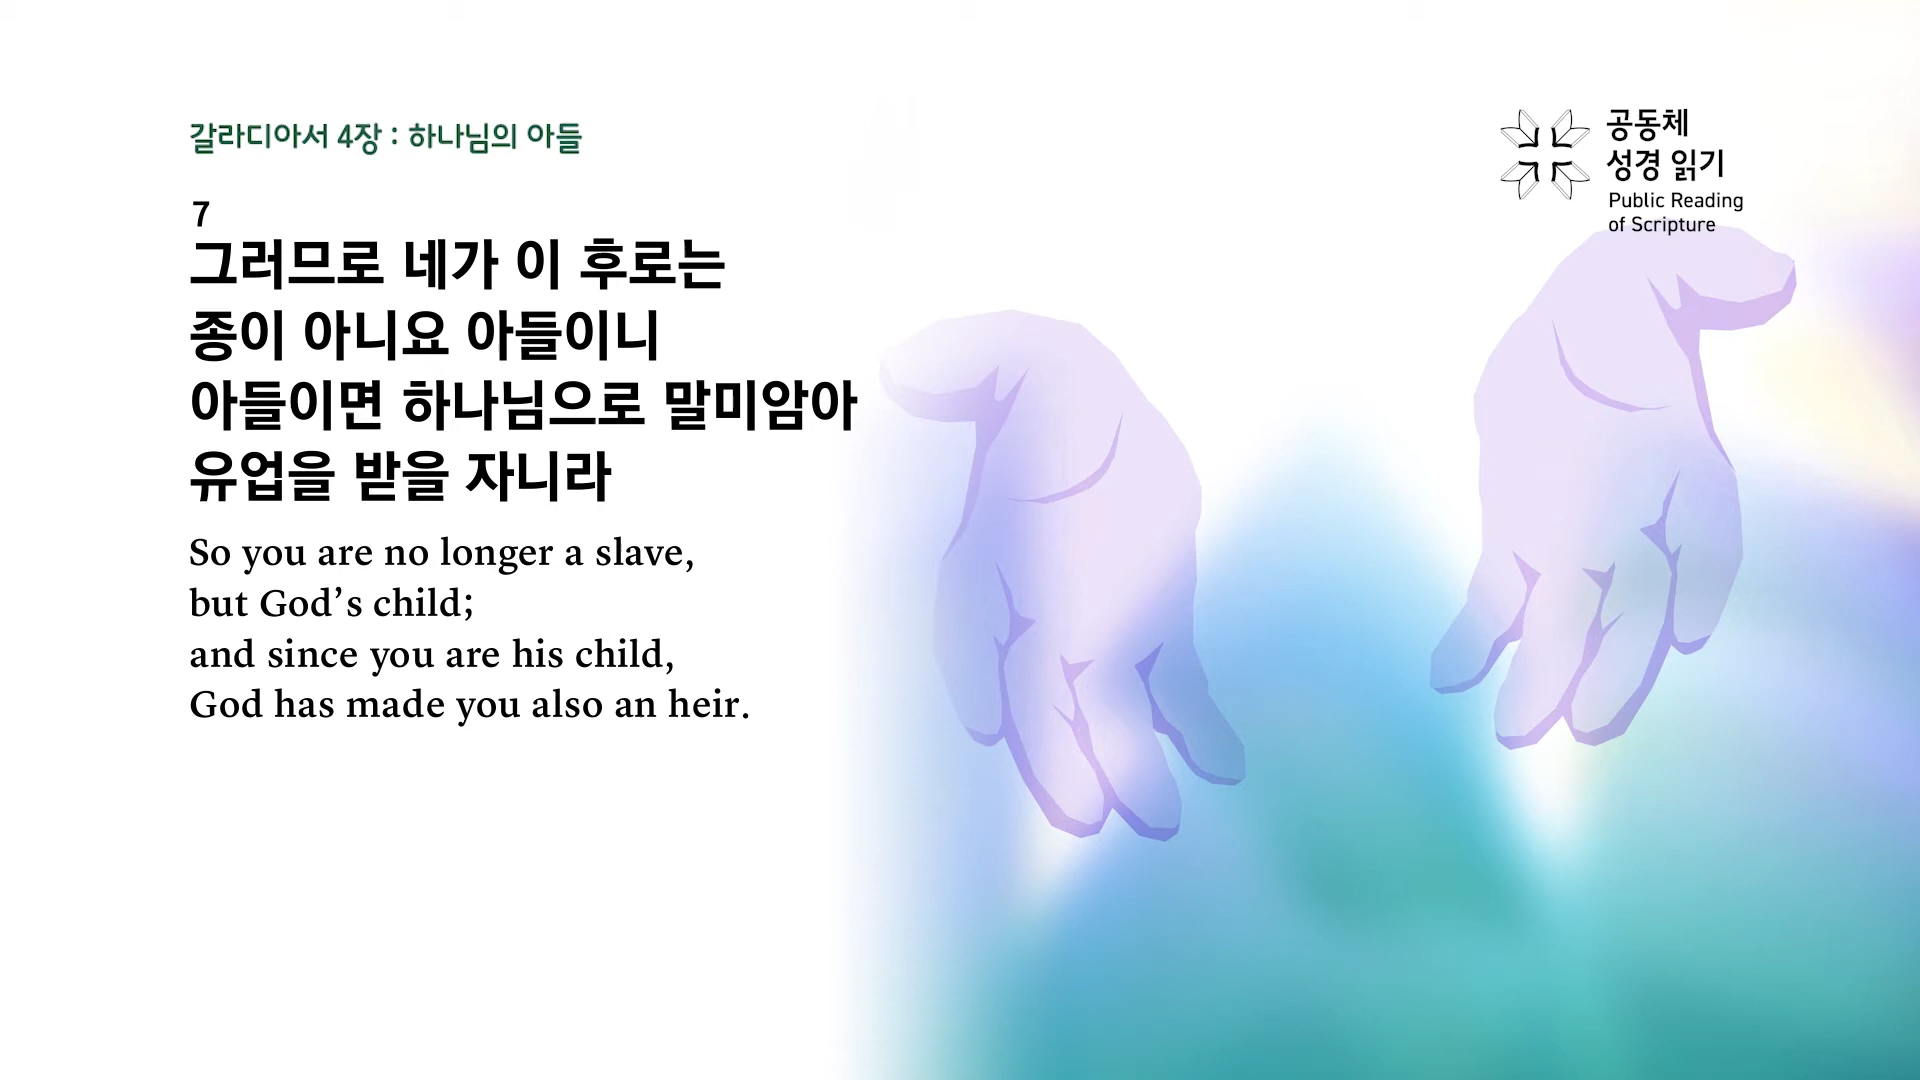 갈라디아서 4장 : 하나님의 아들
공동체
성경 읽기
Public Reading
of Scripture
7
그러므로 네가 이 후로는
종이 아니요 아들이니
아들이면 하나님으로 말미암아
유업을 받을 자니라
So you are no longer a slave,
but God’s child;
and since you are his child,
God has made you also an heir.